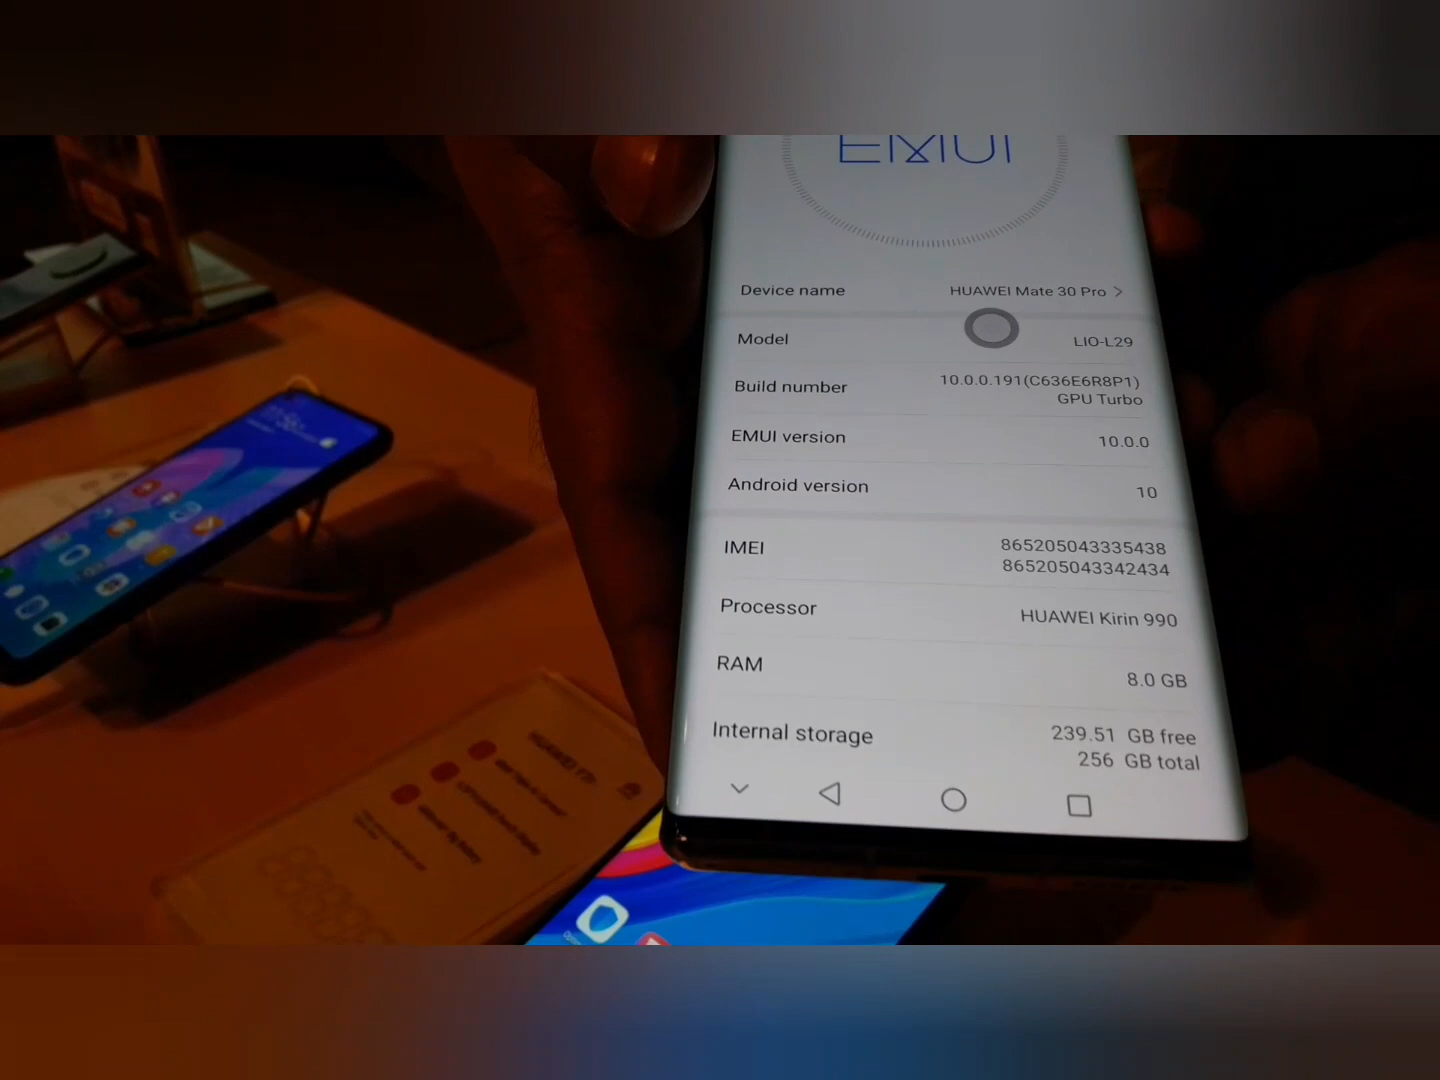 EMUI
Device name HUAWEI Mate 30 Pro
Model LIO-L29
Build number 10.0.0.191(C636E6R8P1)
GPU Turbo
EMUI version 10.0.0
Android version 10
IMEI 865205043335438
865205043342434
Processor HUAWEI Kirin 990
RAM 8.0 GB
Internal storage 239.51 GB free
256 GB total